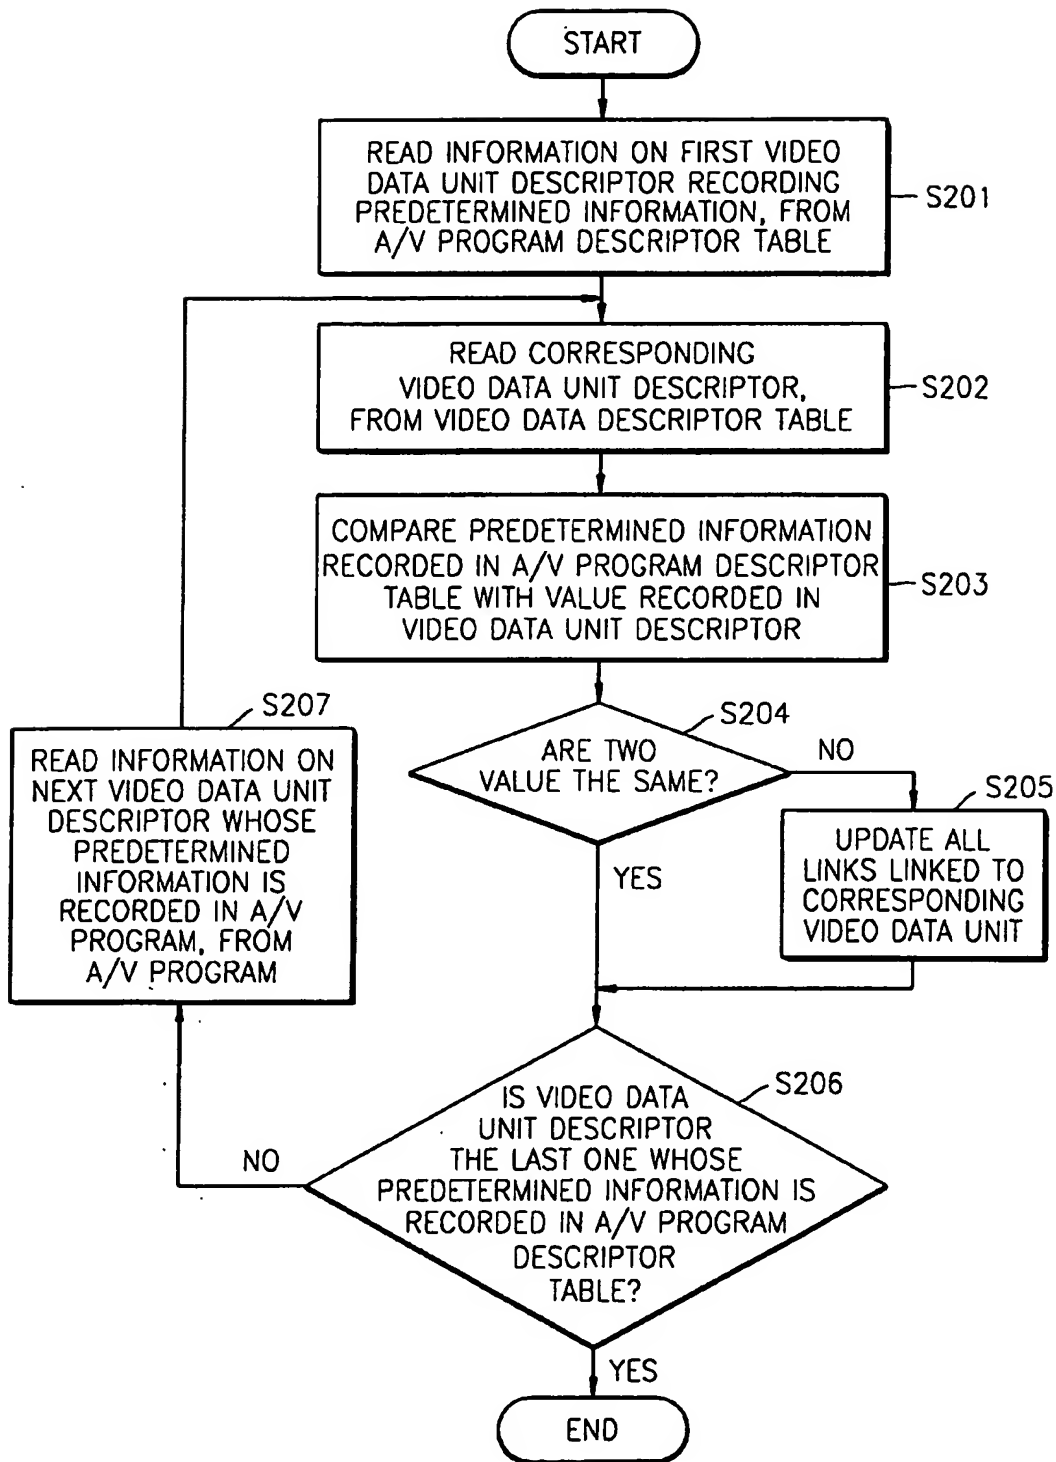 START
READ INFORMATION ON FIRST VIDEO
DATA UNIT DESCRIPTOR RECORDING
PREDETERMINED INFORMATION, FROM
A/V PROGRAM DESCRIPTOR TABLE
S201
READ CORRESPONDING
VIDEO DATA UNIT DESCRIPTOR,
FROM VIDEO DATA DESCRIPTOR TABLE
S202
COMPARE PREDETERMINED INFORMATION
RECORDED IN A/V PROGRAM DESCRIPTOR
TABLE WITH VALUE RECORDED IN
VIDEO DATA UNIT DESCRIPTOR
S203
S204
ARE TWO
VALUE THE SAME?
NO
YES
S205
UPDATE ALL
LINKS LINKED TO
CORRESPONDING
VIDEO DATA UNIT
S206
IS VIDEO DATA
UNIT DESCRIPTOR
THE LAST ONE WHOSE
PREDETERMINED INFORMATION IS
RECORDED IN A/V PROGRAM
DESCRIPTOR
TABLE?
NO
YES
S207
READ INFORMATION ON
NEXT VIDEO DATA UNIT
DESCRIPTOR WHOSE
PREDETERMINED
INFORMATION IS
RECORDED IN A/V
PROGRAM, FROM
A/V PROGRAM
END